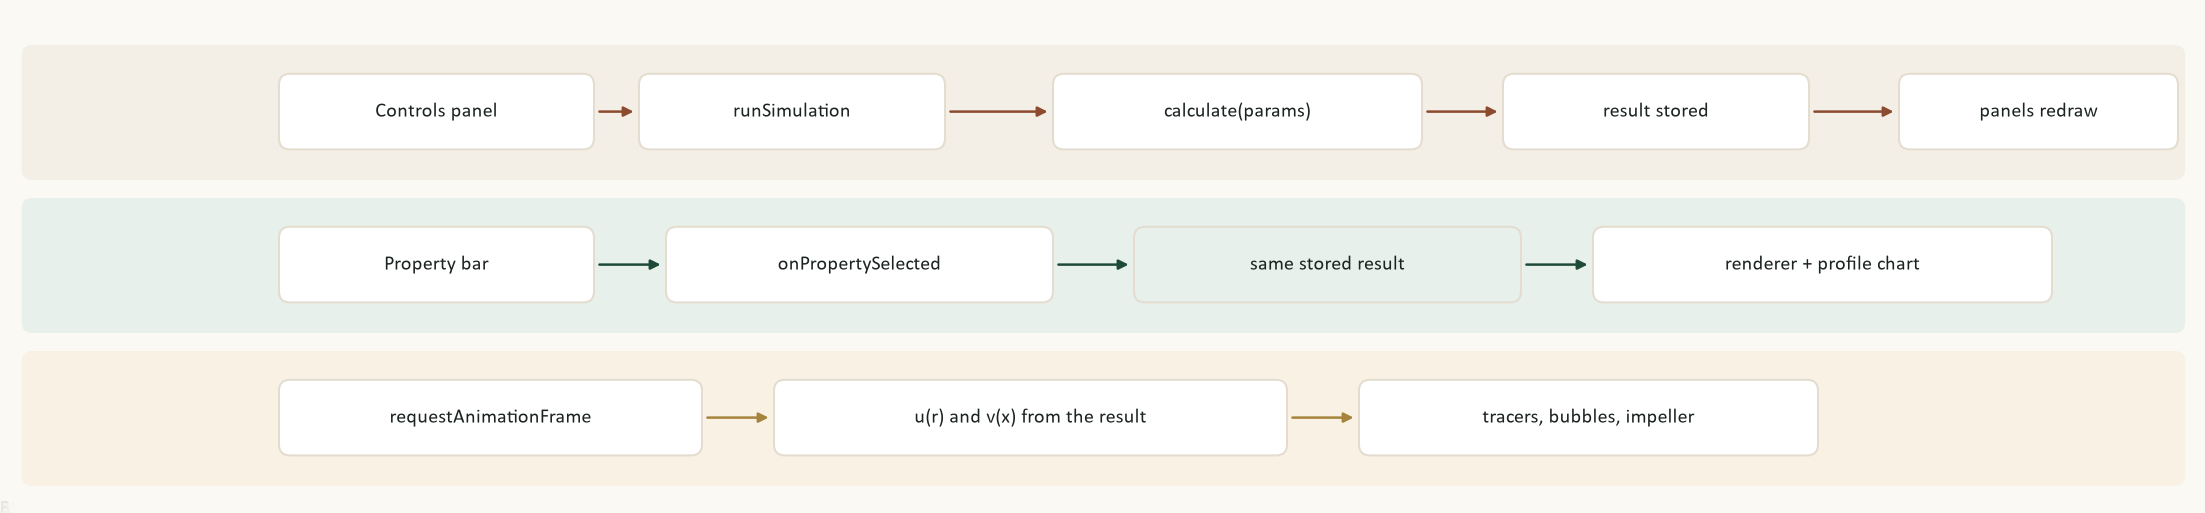 Controls panel
runSimulation
calculate(params)
result stored
panels redraw
Property bar
onPropertySelected
same stored result
renderer + profile chart
requestAnimationFrame
u(r) and v(x) from the result
tracers, bubbles, impeller